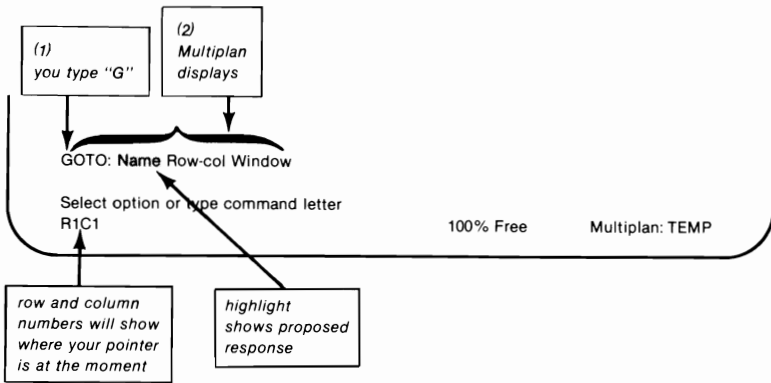 (1)
you type "G"
(2)
Multiplan
displays
GOTO: Name Row-col Window
Select option or type command letter
R1C1
100% Free
Multiplan: TEMP
row and column
numbers will show
where your pointer
is at the moment
highlight
shows proposed
response